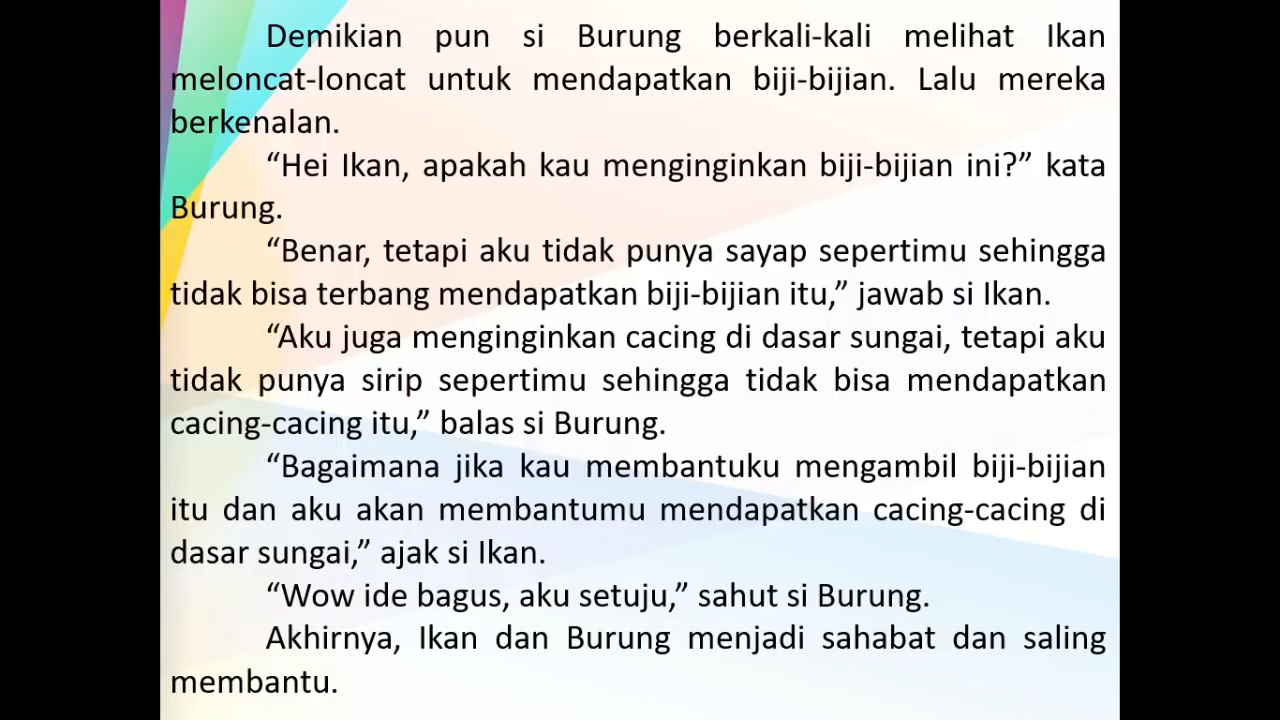 Demikian pun si Burung berkali-kali melihat Ikan
meloncat-loncat untuk mendapatkan biji-bijian. Lalu mereka
berkenalan.
“Hei Ikan, apakah kau menginginkan biji-bijian ini?” kata
Burung.
“Benar, tetapi aku tidak punya sayap sepertimu sehingga
tidak bisa terbang mendapatkan biji-bijian itu,” jawab si Ikan.
“Aku juga menginginkan cacing di dasar sungai, tetapi aku
tidak punya sirip sepertimu sehingga tidak bisa mendapatkan
cacing-cacing itu,” balas si Burung.
“Bagaimana jika kau membantuku mengambil biji-bijian
itu dan aku akan membantumu mendapatkan cacing-cacing di
dasar sungai,” ajak si Ikan.
“Wow ide bagus, aku setuju,” sahut si Burung.
Akhirnya, Ikan dan Burung menjadi sahabat dan saling
membantu.